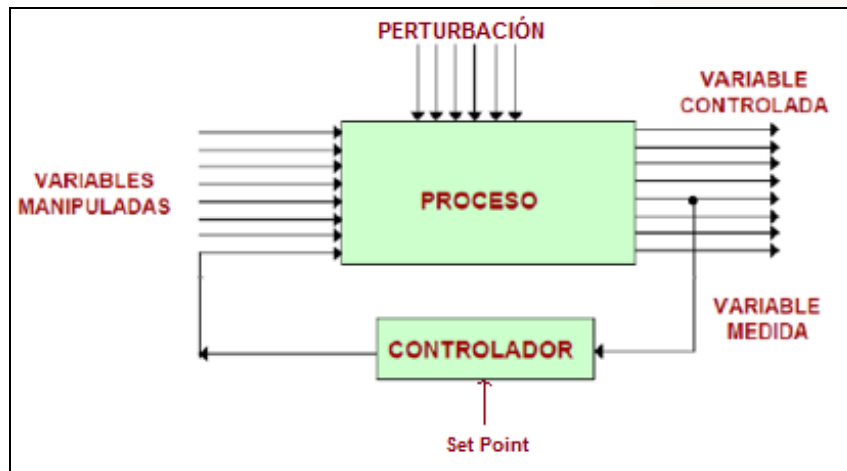 PERTURBACIÓN
VARIABLE
CONTROLADA
VARIABLES
MANIPULADAS
PROCESO
VARIABLE
MEDIDA
CONTROLADOR
Set Point